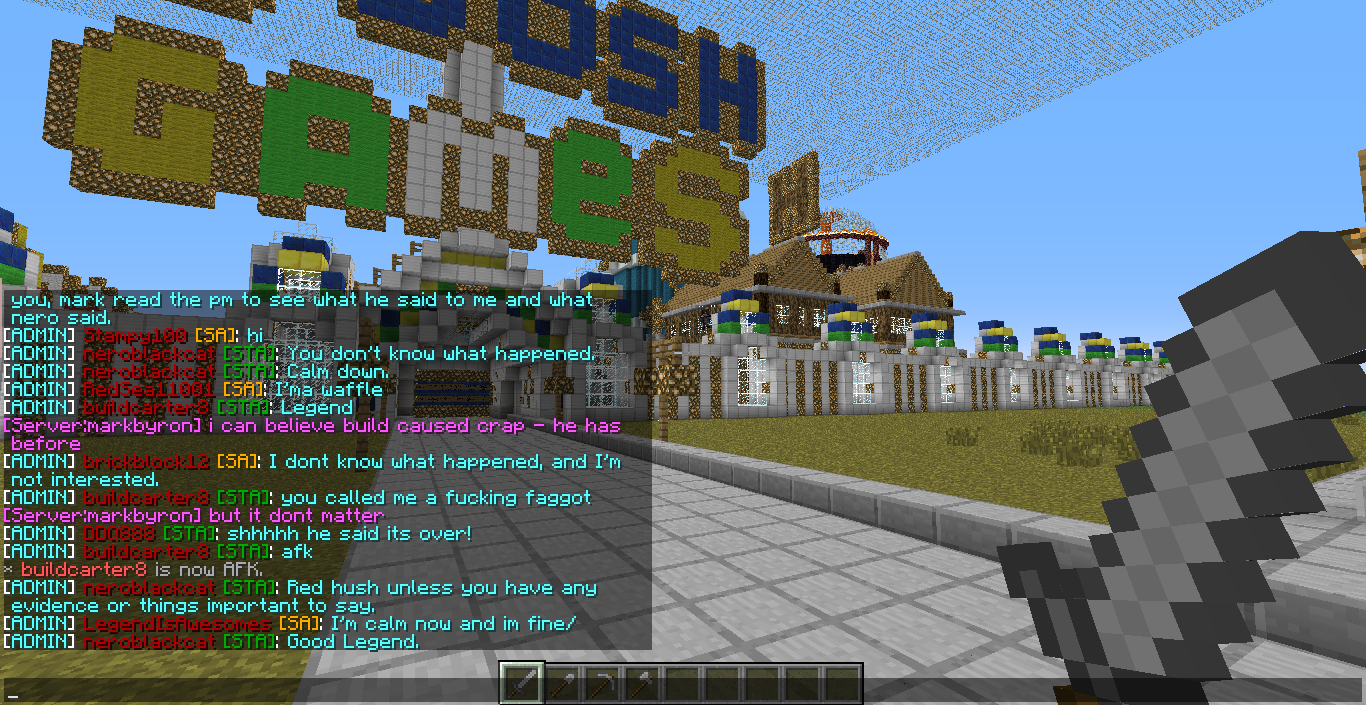 OSH
GAMeS
you, mark read the pm to see what he said to me and what
nero said.
[ADMIN] Stampy100 [SA]: hi
[ADMIN] neroblackcat [STA]: You don't know what happened.
[ADMIN] neroblackcat [STA]: Calm down.
[ADMIN] RedSea11001 [SA]: I'ma waffle
[ADMIN] buildcarter8 [STA]: Legend
[Server:markbyron] i can believe build caused crap - he has
before
[ADMIN] brickblock12 [SA]: I dont know what happened, and I'm
not interested.
[ADMIN] buildcarter8 [STA]: you called me a fucking faggot
[Server:markbyron] but it dont matter
[ADMIN] DDQ888 [STA]: shhhhh he said its over!
[ADMIN] buildcarter8 [STA]: afk
* buildcarter8 is now AFK.
[ADMIN] neroblackcat [STA]: Red hush unless you have any
evidence or things important to say.
[ADMIN] LegendIsAwesomes [SA]: I'm calm now and im fine/
[ADMIN] neroblackcat [STA]: Good Legend.
_